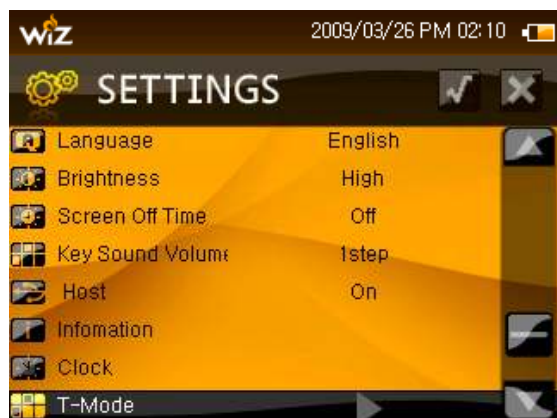 WiZ 2009/03/26 PM 02:10
SETTINGS
Language English
Brightness High
Screen Off Time Off
Key Sound Volume 1step
Host On
Infomation
Clock
T-Mode